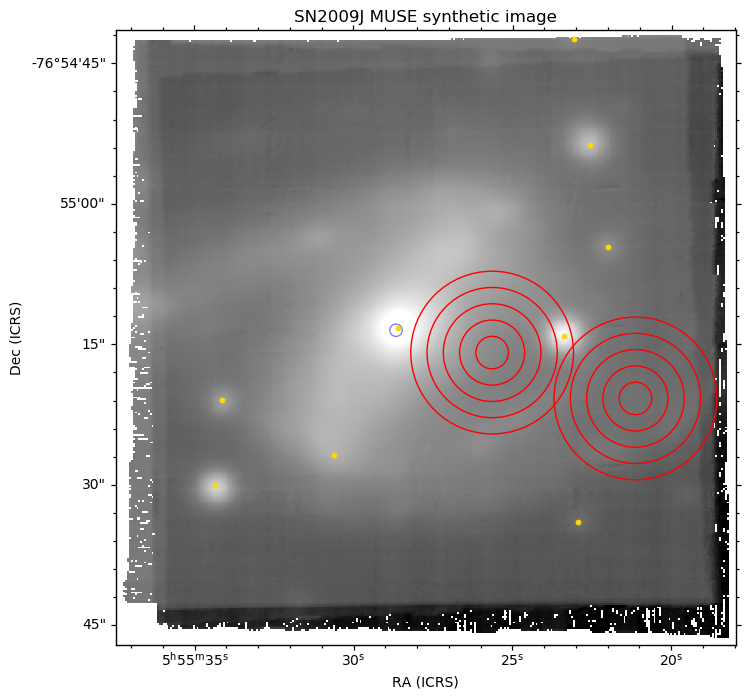 SN2009J MUSE synthetic image
-76°54'45"
55'00"
15"
30"
45"
Dec (ICRS)
5ʰ55ᵐ35ˢ 30ˢ 25ˢ 20ˢ
RA (ICRS)